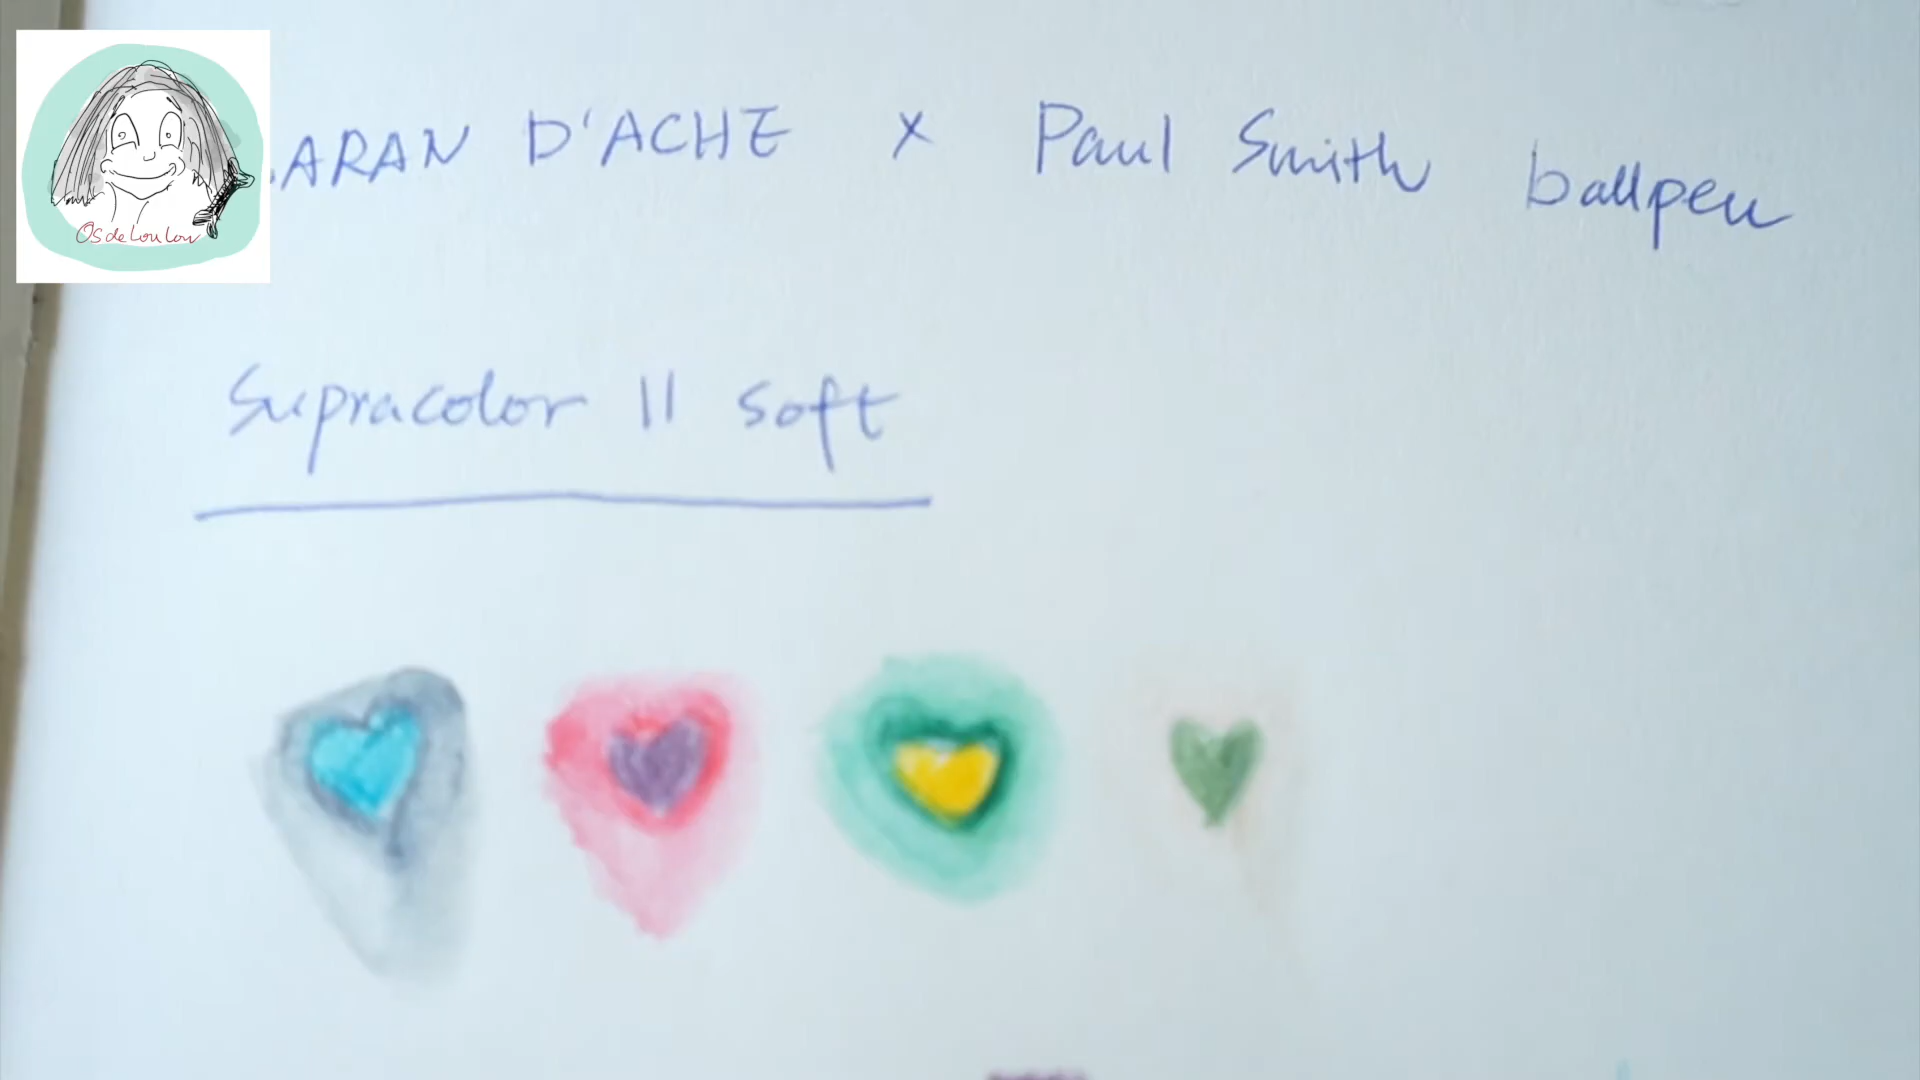 .ARAN D'ACHE x Paul Smith ballpen
Os de Lou Lou
Supracolor II soft